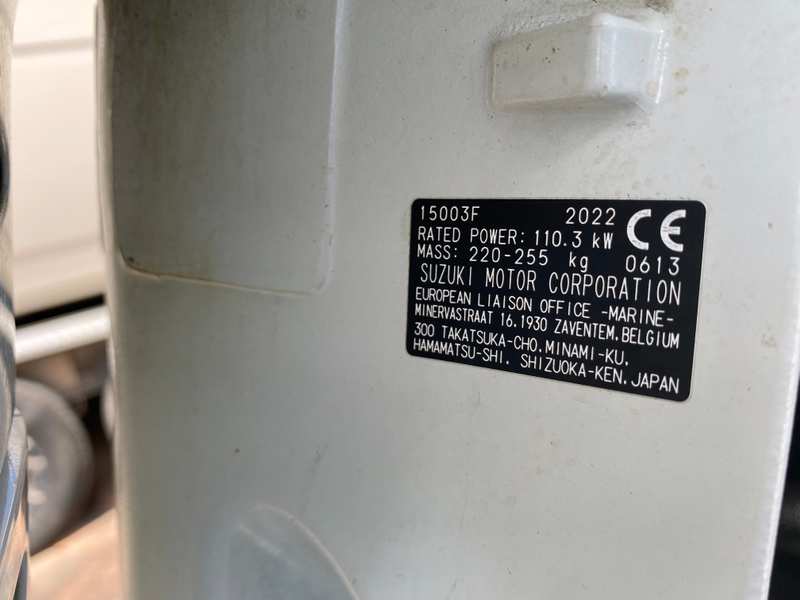 15003F 2022 CE
RATED POWER: 110.3 kW
MASS: 220-255 kg 0613
SUZUKI MOTOR CORPORATION
EUROPEAN LIAISON OFFICE -MARINE-
MINERVASTRAAT 16.1930 ZAVENTEM.BELGIUM
300 TAKATSUKA-CHO.MINAMI-KU.
HAMAMATSU-SHI. SHIZUOKA-KEN.JAPAN